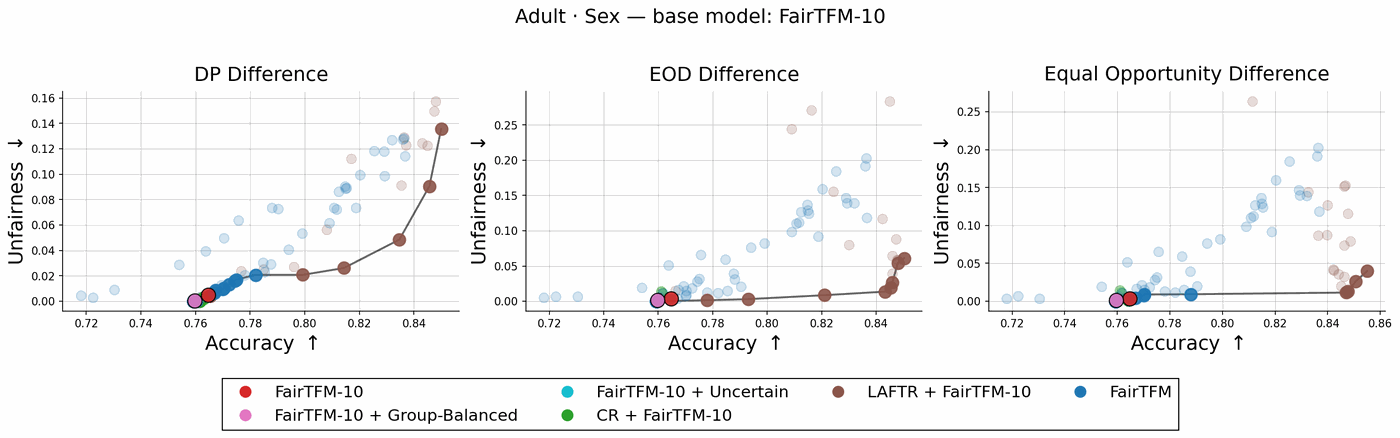 Adult · Sex — base model: FairTFM-10
DP Difference
EOD Difference
Equal Opportunity Difference
Unfairness ↓
0.16
0.14
0.12
0.10
0.08
0.06
0.04
0.02
0.00
0.72
0.74
0.76
0.78
0.80
0.82
0.84
Accuracy ↑
Unfairness ↓
0.25
0.20
0.15
0.10
0.05
0.00
0.72
0.74
0.76
0.78
0.80
0.82
0.84
Accuracy ↑
Unfairness ↓
0.25
0.20
0.15
0.10
0.05
0.00
0.72
0.74
0.76
0.78
0.80
0.82
0.84
0.86
Accuracy ↑
FairTFM-10
FairTFM-10 + Uncertain
LAFTR + FairTFM-10
FairTFM
FairTFM-10 + Group-Balanced
CR + FairTFM-10